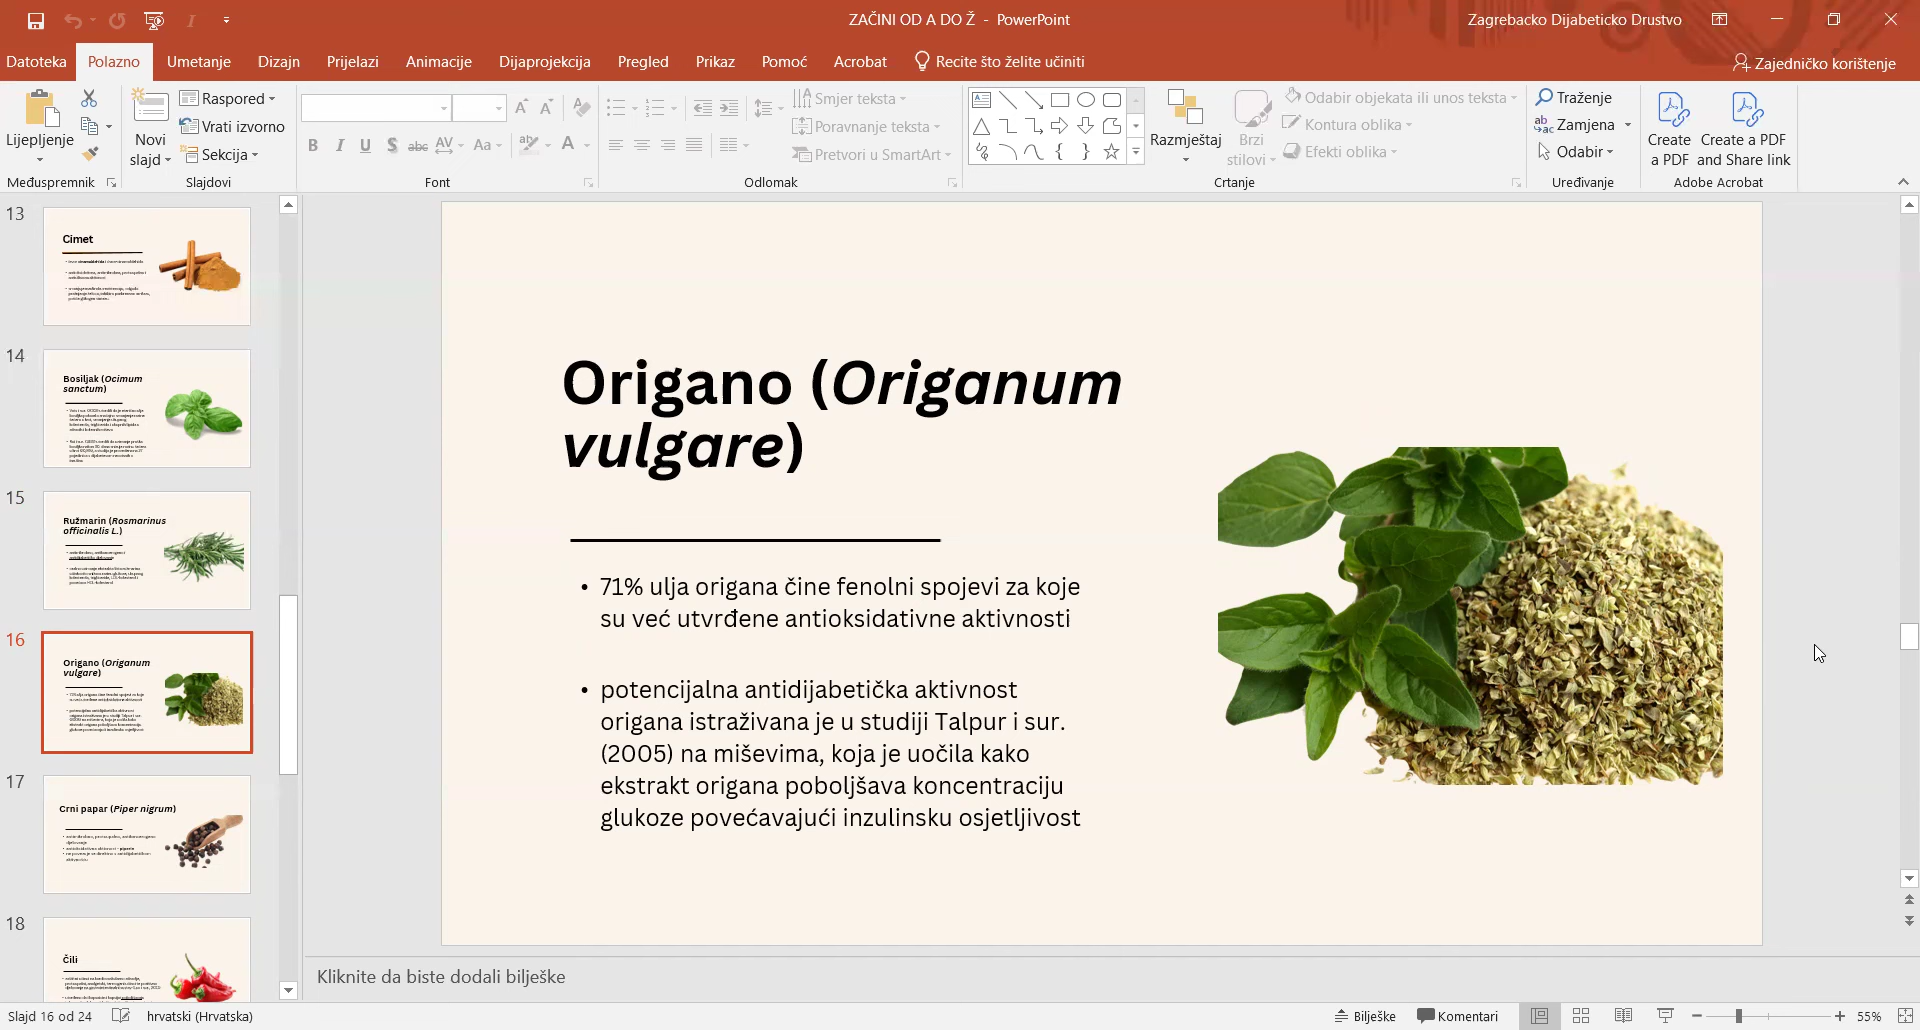 ZAČINI OD A DO Ž - PowerPoint
Zagrebacko Dijabeticko Drustvo
Datoteka Polazno Umetanje Dizajn Prijelazi Animacije Dijaprojekcija Pregled Prikaz Pomoć Acrobat Recite što želite učiniti Zajedničko korištenje
Lijepljenje
Međuspremnik
Novi slajd
Raspored
Vrati izvorno
Sekcija
Slajdovi
Font
Smjer teksta
Poravnanje teksta
Pretvori u SmartArt
Odlomak
Razmještaj
Brzi stilovi
Odabir objekata ili unos teksta
Kontura oblika
Efekti oblika
Crtanje
Traženje
Zamjena
Odabir
Uređivanje
Create a PDF
Create a PDF and Share link
Adobe Acrobat
13
Cimet
14
Bosiljak (Ocimum
sanctum)
15
Ružmarin (Rosmarinus
officinalis L.)
16
Origano (Origanum
vulgare)
17
Crni papar (Piper nigrum)
18
Čili
Origano (Origanum
vulgare)
• 71% ulja origana čine fenolni spojevi za koje
su već utvrđene antioksidativne aktivnosti
• potencijalna antidijabetička aktivnost
origana istraživana je u studiji Talpur i sur.
(2005) na miševima, koja je uočila kako
ekstrakt origana poboljšava koncentraciju
glukoze povećavajući inzulinsku osjetljivost
Kliknite da biste dodali bilješke
Slajd 16 od 24 hrvatski (Hrvatska) Bilješke Komentari 55%